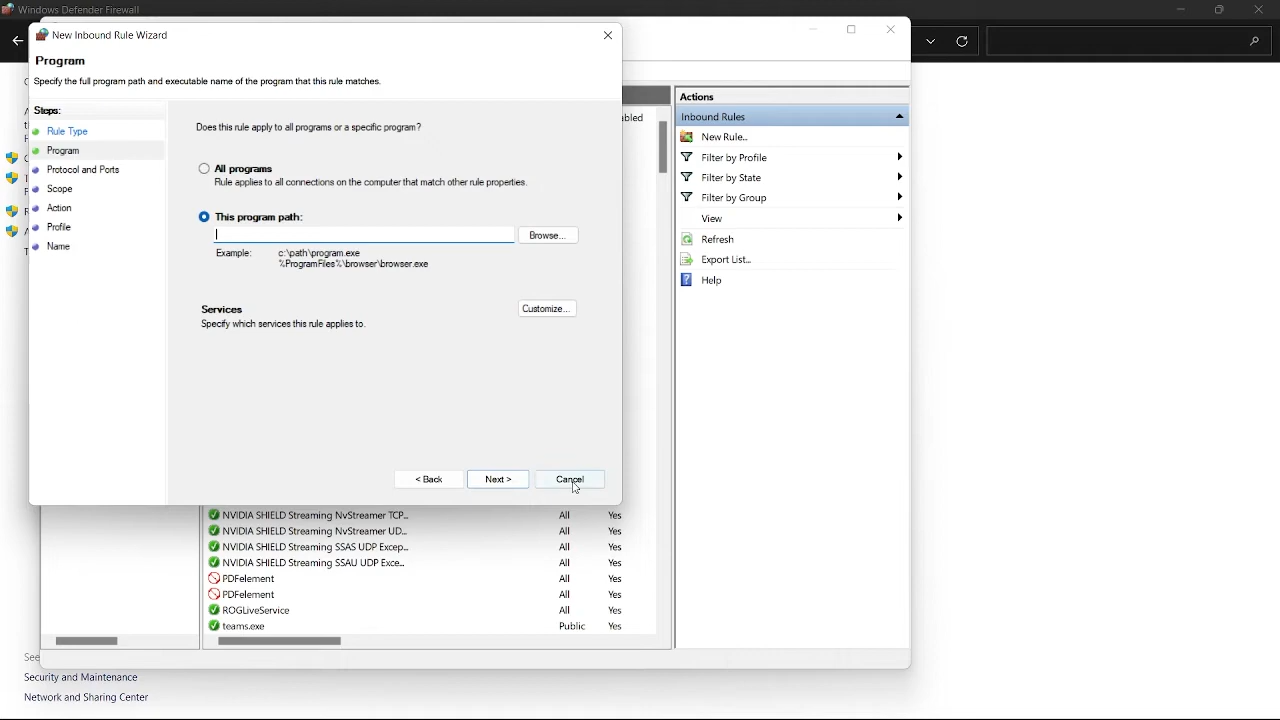 Windows Defender Firewall
New Inbound Rule Wizard
Program
Specify the full program path and executable name of the program that this rule matches.
Steps:
Rule Type
Program
Protocol and Ports
Scope
Action
Profile
Name
Does this rule apply to all programs or a specific program?
All programs
Rule applies to all connections on the computer that match other rule properties.
This program path:
Browse...
Example: c:\path\program.exe
%ProgramFiles%\browser\browser.exe
Services
Customize...
Specify which services this rule applies to.
< Back Next > Cancel
NVIDIA SHIELD Streaming NvStreamer TCP... All Yes
NVIDIA SHIELD Streaming NvStreamer UD... All Yes
NVIDIA SHIELD Streaming SSAS UDP Excep... All Yes
NVIDIA SHIELD Streaming SSAU UDP Exce... All Yes
PDFelement All Yes
PDFelement All Yes
ROGLiveService All Yes
teams.exe Public Yes
Actions
Inbound Rules
New Rule...
Filter by Profile
Filter by State
Filter by Group
View
Refresh
Export List...
Help
See
Security and Maintenance
Network and Sharing Center